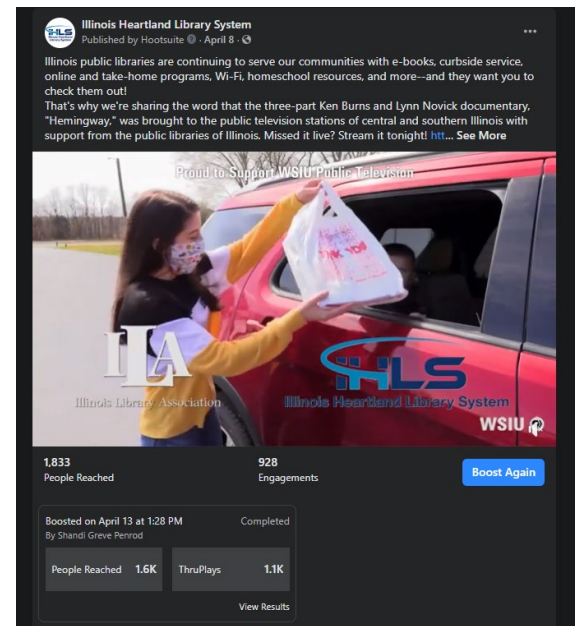 Illinois Heartland Library System
Published by Hootsuite · April 8 ·
Illinois public libraries are continuing to serve our communities with e-books, curbside service,
online and take-home programs, Wi-Fi, homeschool resources, and more--and they want you to
check them out!
That's why we're sharing the word that the three-part Ken Burns and Lynn Novick documentary,
"Hemingway," was brought to the public television stations of central and southern Illinois with
support from the public libraries of Illinois. Missed it live? Stream it tonight! htt... See More
Proud to Support WSIU Public Television
THANK YOU
ILA
Illinois Library Association
IHLS
Illinois Heartland Library System
WSIU
1,833
People Reached
928
Engagements
Boost Again
Boosted on April 13 at 1:28 PM
Completed
By Shandi Greve Penrod
People Reached 1.6K
ThruPlays 1.1K
View Results